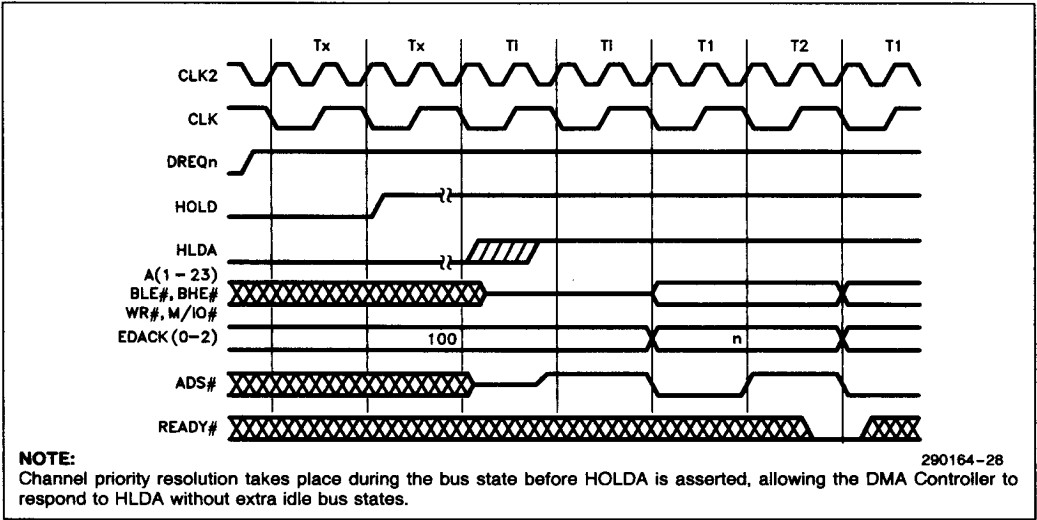 Tx Tx Ti Ti T1 T2 T1
CLK2
CLK
DREQn
HOLD
HLDA
A(1–23)
BLE#, BHE#
WR#, M/IO#
EDACK (0–2) 100 n
ADS#
READY#
290164–28
NOTE:
Channel priority resolution takes place during the bus state before HOLDA is asserted, allowing the DMA Controller to
respond to HLDA without extra idle bus states.